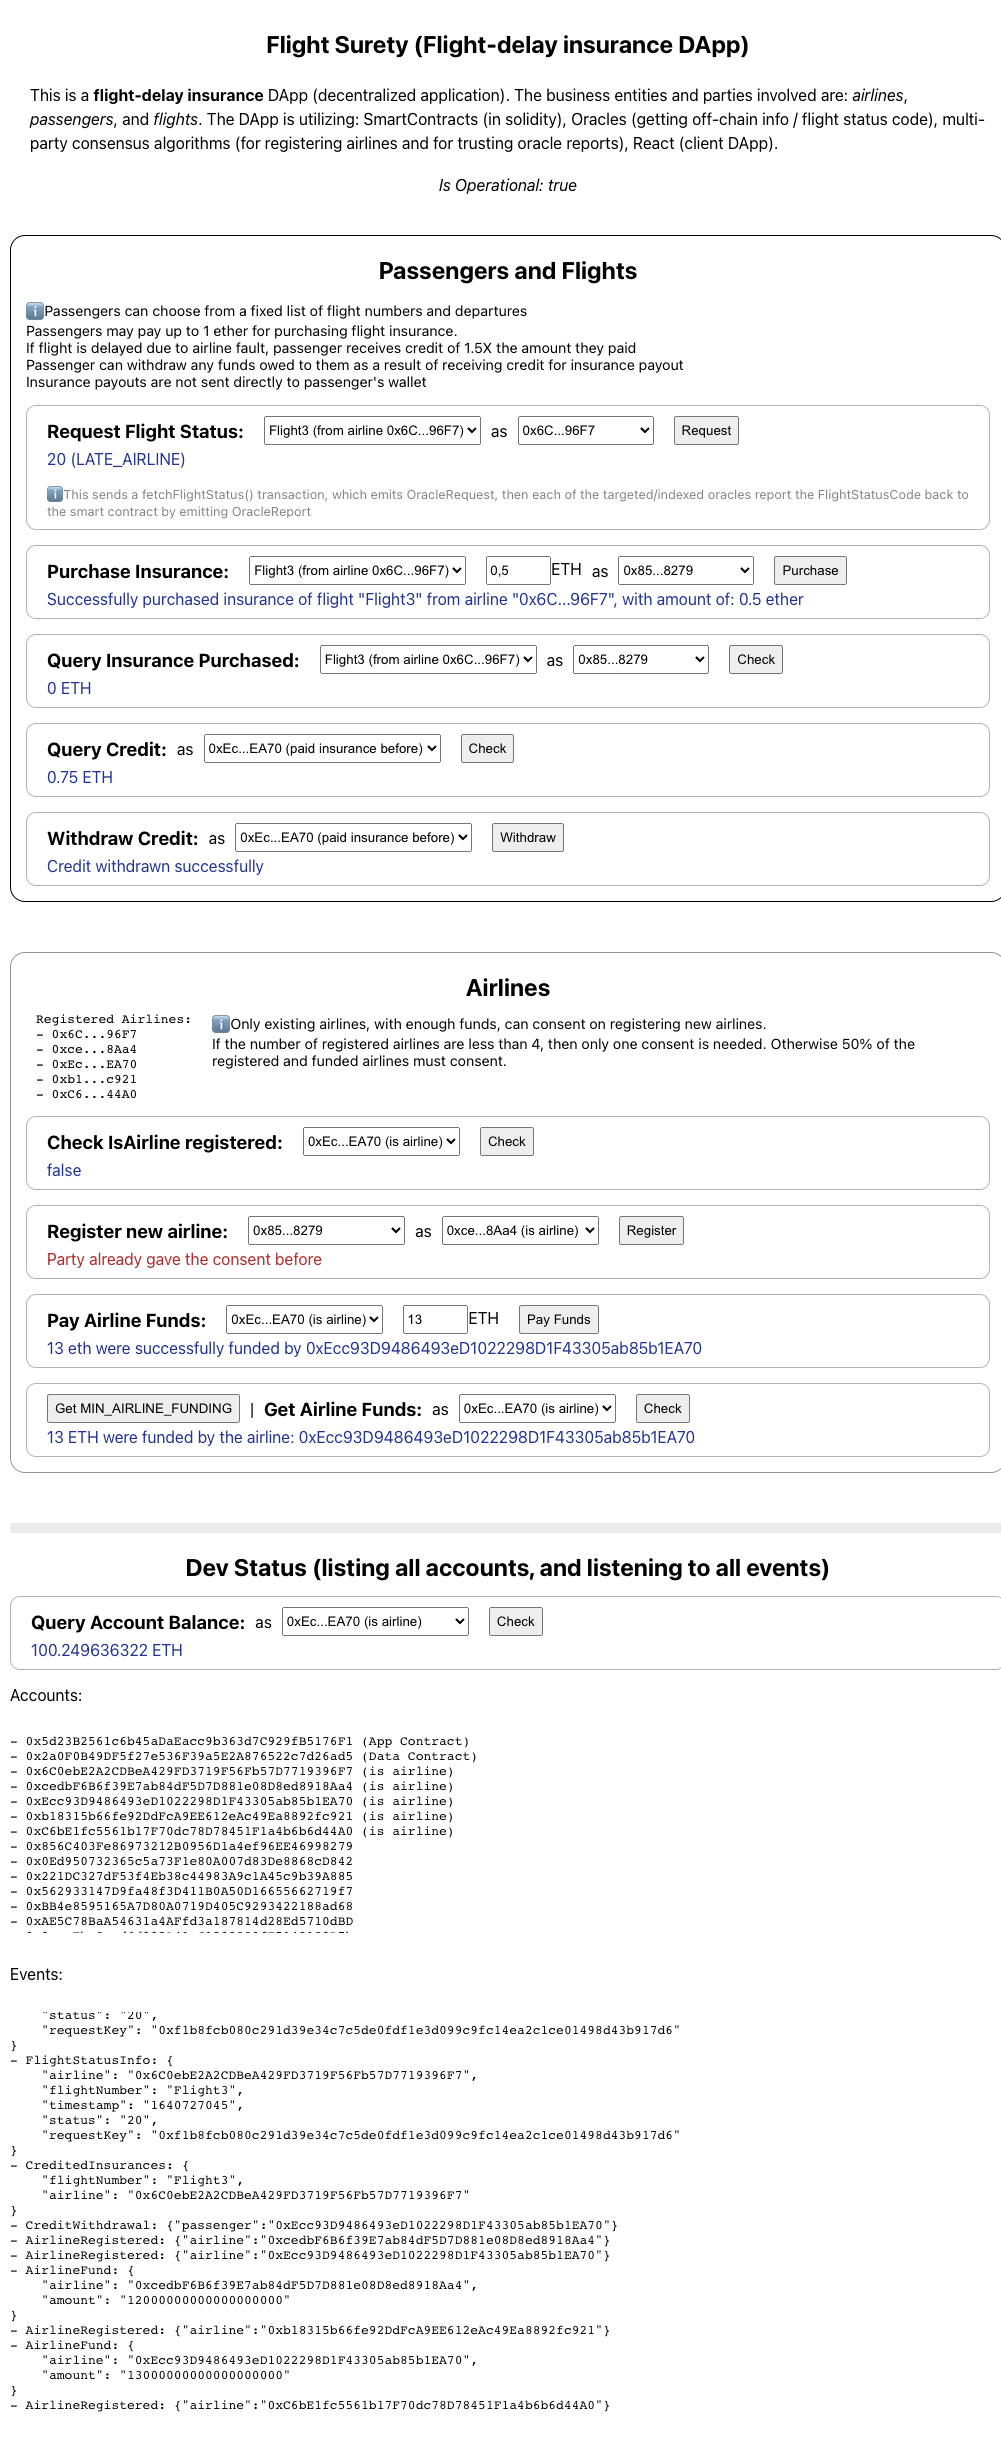 Flight Surety (Flight-delay insurance DApp)
This is a flight-delay insurance DApp (decentralized application). The business entities and parties involved are: airlines,
passengers, and flights. The DApp is utilizing: SmartContracts (in solidity), Oracles (getting off-chain info / flight status code), multi-
party consensus algorithms (for registering airlines and for trusting oracle reports), React (client DApp).
Is Operational: true
Passengers and Flights
ℹ️Passengers can choose from a fixed list of flight numbers and departures
Passengers may pay up to 1 ether for purchasing flight insurance.
If flight is delayed due to airline fault, passenger receives credit of 1.5X the amount they paid
Passenger can withdraw any funds owed to them as a result of receiving credit for insurance payout
Insurance payouts are not sent directly to passenger's wallet
Request Flight Status: Flight3 (from airline 0x6C...96F7) as 0x6C...96F7 Request
20 (LATE_AIRLINE)
ℹ️This sends a fetchFlightStatus() transaction, which emits OracleRequest, then each of the targeted/indexed oracles report the FlightStatusCode back to
the smart contract by emitting OracleReport
Purchase Insurance: Flight3 (from airline 0x6C...96F7) 0,5 ETH as 0x85...8279 Purchase
Successfully purchased insurance of flight "Flight3" from airline "0x6C...96F7", with amount of: 0.5 ether
Query Insurance Purchased: Flight3 (from airline 0x6C...96F7) as 0x85...8279 Check
0 ETH
Query Credit: as 0xEc...EA70 (paid insurance before) Check
0.75 ETH
Withdraw Credit: as 0xEc...EA70 (paid insurance before) Withdraw
Credit withdrawn successfully
Airlines
Registered Airlines:
- 0x6C...96F7
- 0xce...8Aa4
- 0xEc...EA70
- 0xb1...c921
- 0xC6...44A0
ℹ️Only existing airlines, with enough funds, can consent on registering new airlines.
If the number of registered airlines are less than 4, then only one consent is needed. Otherwise 50% of the
registered and funded airlines must consent.
Check IsAirline registered: 0xEc...EA70 (is airline) Check
false
Register new airline: 0x85...8279 as 0xce...8Aa4 (is airline) Register
Party already gave the consent before
Pay Airline Funds: 0xEc...EA70 (is airline) 13 ETH Pay Funds
13 eth were successfully funded by 0xEcc93D9486493eD1022298D1F43305ab85b1EA70
Get MIN_AIRLINE_FUNDING | Get Airline Funds: as 0xEc...EA70 (is airline) Check
13 ETH were funded by the airline: 0xEcc93D9486493eD1022298D1F43305ab85b1EA70
Dev Status (listing all accounts, and listening to all events)
Query Account Balance: as 0xEc...EA70 (is airline) Check
100.249636322 ETH
Accounts:
- 0x5d23B2561c6b45aDaEacc9b363d7C929fB5176F1 (App Contract)
- 0x2a0F0B49DF5f27e536F39a5E2A876522c7d26ad5 (Data Contract)
- 0x6C0ebE2A2CDBeA429FD3719F56Fb57D7719396F7 (is airline)
- 0xcedbF6B6f39E7ab84dF5D7D881e08D8ed8918Aa4 (is airline)
- 0xEcc93D9486493eD1022298D1F43305ab85b1EA70 (is airline)
- 0xb18315b66fe92DdFcA9EE612eAc49Ea8892fc921 (is airline)
- 0xC6bE1fc5561b17F70dc78D78451F1a4b6b6d44A0 (is airline)
- 0x856C403Fe86973212B0956D1a4ef96EE46998279
- 0x0Ed950732365c5a73F1e80A007d83De8868cD842
- 0x221DC327dF53f4Eb38c44983A9c1A45c9b39A885
- 0x562933147D9fa48f3D411B0A50D16655662719f7
- 0xBB4e8595165A7D80A0719D405C9293422188ad68
- 0xAE5C78BaA54631a4AFfd3a187814d28Ed5710dBD
Events:
"status": "20",
"requestKey": "0xf1b8fcb080c291d39e34c7c5de0fdf1e3d099c9fc14ea2c1ce01498d43b917d6"
}
- FlightStatusInfo: {
"airline": "0x6C0ebE2A2CDBeA429FD3719F56Fb57D7719396F7",
"flightNumber": "Flight3",
"timestamp": "1640727045",
"status": "20",
"requestKey": "0xf1b8fcb080c291d39e34c7c5de0fdf1e3d099c9fc14ea2c1ce01498d43b917d6"
}
- CreditedInsurances: {
"flightNumber": "Flight3",
"airline": "0x6C0ebE2A2CDBeA429FD3719F56Fb57D7719396F7"
}
- CreditWithdrawal: {"passenger":"0xEcc93D9486493eD1022298D1F43305ab85b1EA70"}
- AirlineRegistered: {"airline":"0xcedbF6B6f39E7ab84dF5D7D881e08D8ed8918Aa4"}
- AirlineRegistered: {"airline":"0xEcc93D9486493eD1022298D1F43305ab85b1EA70"}
- AirlineFund: {
"airline": "0xcedbF6B6f39E7ab84dF5D7D881e08D8ed8918Aa4",
"amount": "12000000000000000000"
}
- AirlineRegistered: {"airline":"0xb18315b66fe92DdFcA9EE612eAc49Ea8892fc921"}
- AirlineFund: {
"airline": "0xEcc93D9486493eD1022298D1F43305ab85b1EA70",
"amount": "13000000000000000000"
}
- AirlineRegistered: {"airline":"0xC6bE1fc5561b17F70dc78D78451F1a4b6b6d44A0"}